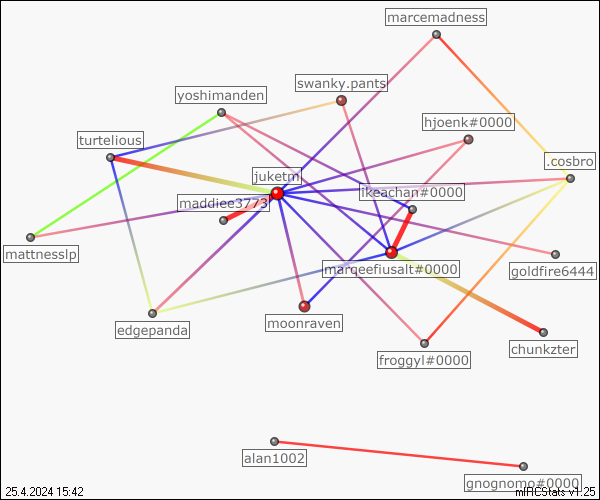 marcemadness
swanky.pants
yoshimanden
hjoenk#0000
turtelious
.cosbro
juketm
ikeachan#0000
maddiee3773
mattnesslp
marqeefiusalt#0000
goldfire6444
edgepanda
moonraven
chunkzter
froggyl#0000
alan1002
gnognomo#0000
25.4.2024 15:42
mIRCStats v1.25